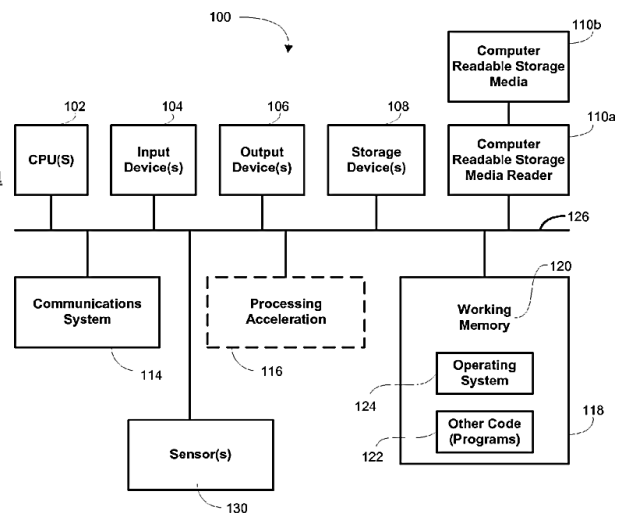 100
110b
Computer
Readable Storage
Media
102
104
106
108
110a
CPU(S)
Input
Device(s)
Output
Device(s)
Storage
Device(s)
Computer
Readable Storage
Media Reader
126
Communications
System
114
Processing
Acceleration
116
120
Working
Memory
Operating
System
124
Other Code
(Programs)
122
118
Sensor(s)
130